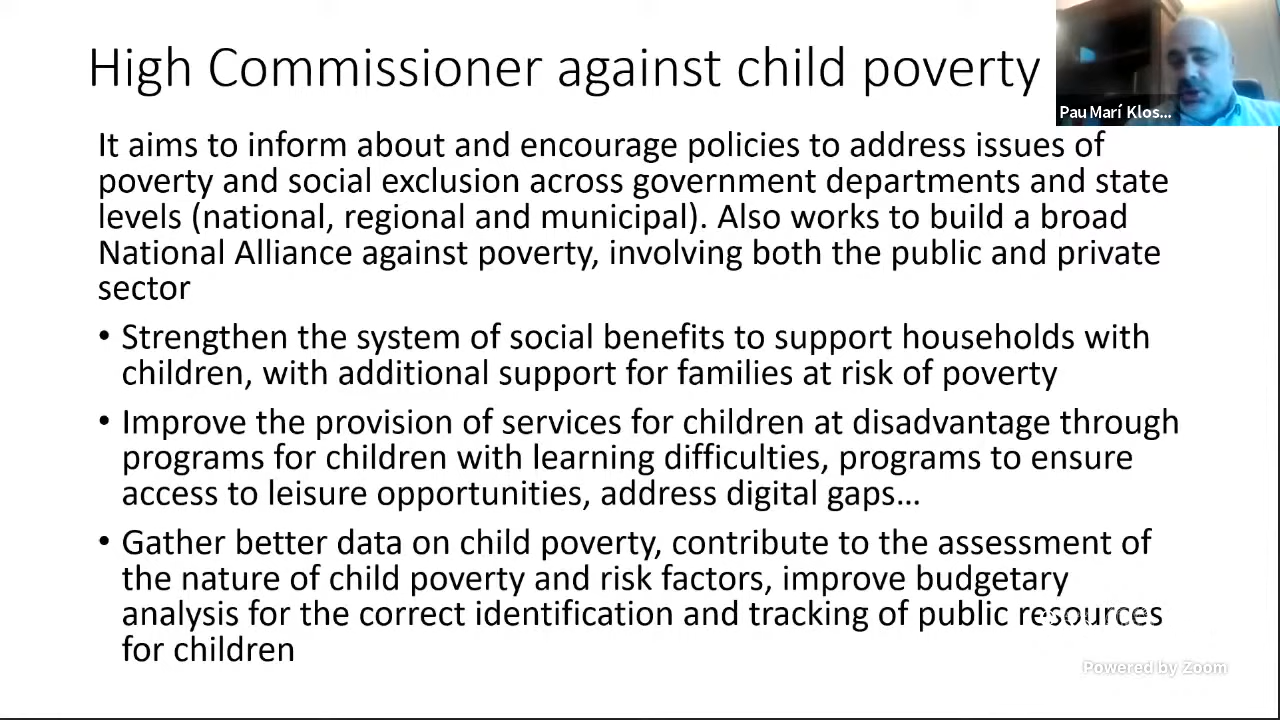 High Commissioner against child poverty
Pau Marí Klos...
It aims to inform about and encourage policies to address issues of
poverty and social exclusion across government departments and state
levels (national, regional and municipal). Also works to build a broad
National Alliance against poverty, involving both the public and private
sector
• Strengthen the system of social benefits to support households with
children, with additional support for families at risk of poverty
• Improve the provision of services for children at disadvantage through
programs for children with learning difficulties, programs to ensure
access to leisure opportunities, address digital gaps…
• Gather better data on child poverty, contribute to the assessment of
the nature of child poverty and risk factors, improve budgetary
analysis for the correct identification and tracking of public resources
for children
Powered by Zoom